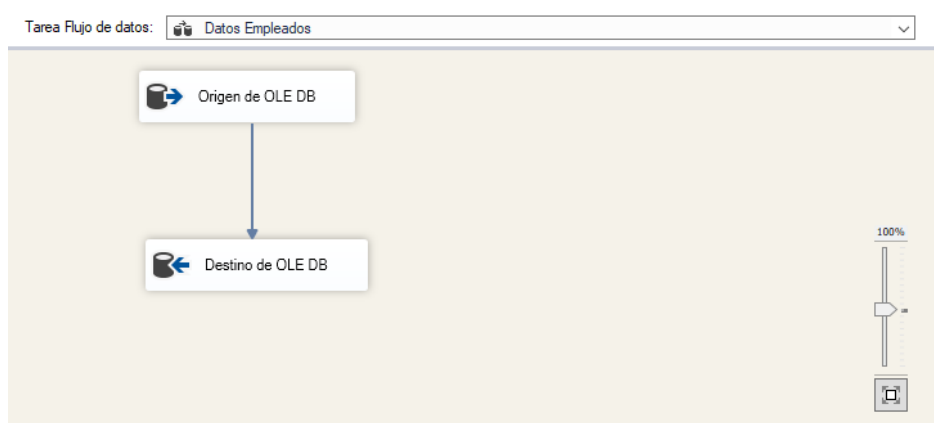 Tarea Flujo de datos: Datos Empleados
Origen de OLE DB
100%
Destino de OLE DB